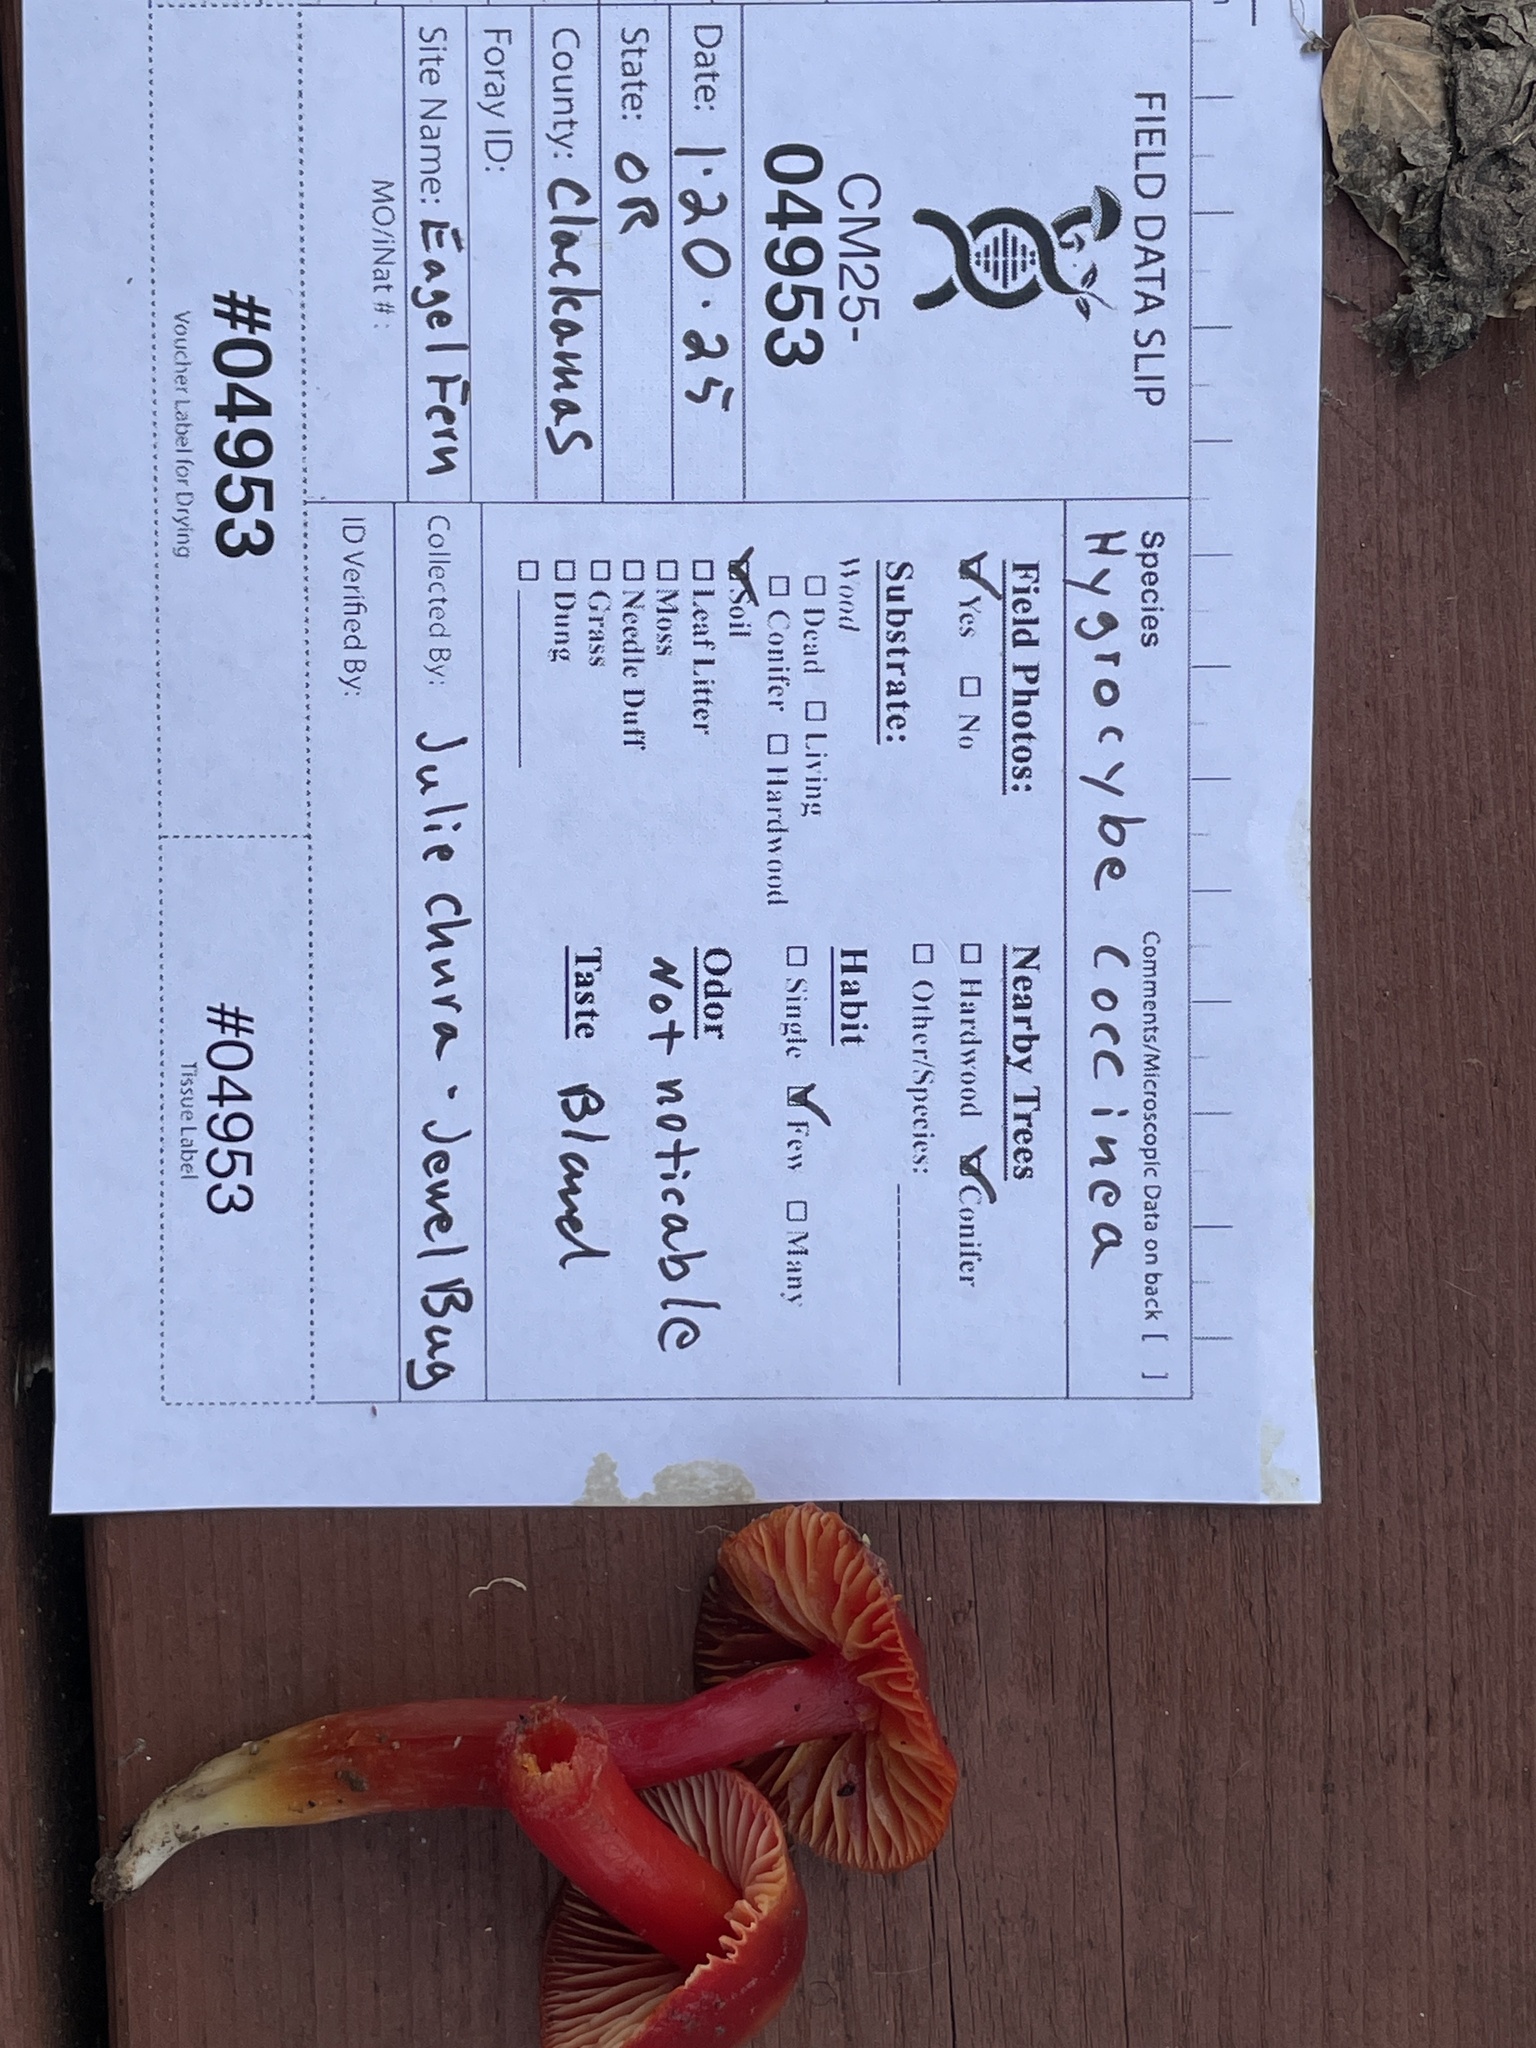 FIELD DATA SLIP
CM25-
04953
Date: 1.20.25
State: OR
County: Clackamas
Foray ID:
Site Name: Eagel Fern
MO/iNat #:
Species
Comments/Microscopic Data on back [ ]
Hygrocybe coccinea
Field Photos:
Yes No
Substrate:
Wood
Dead Living
Conifer Hardwood
Soil
Leaf Litter
Moss
Needle Duff
Grass
Dung
Nearby Trees
Hardwood Conifer
Other/Species:
Habit
Single Few Many
Odor
Not noticable
Taste Bland
Collected By: Julie Chura - Jewel Bug
ID Verified By:
#04953
Voucher Label for Drying
#04953
Tissue Label